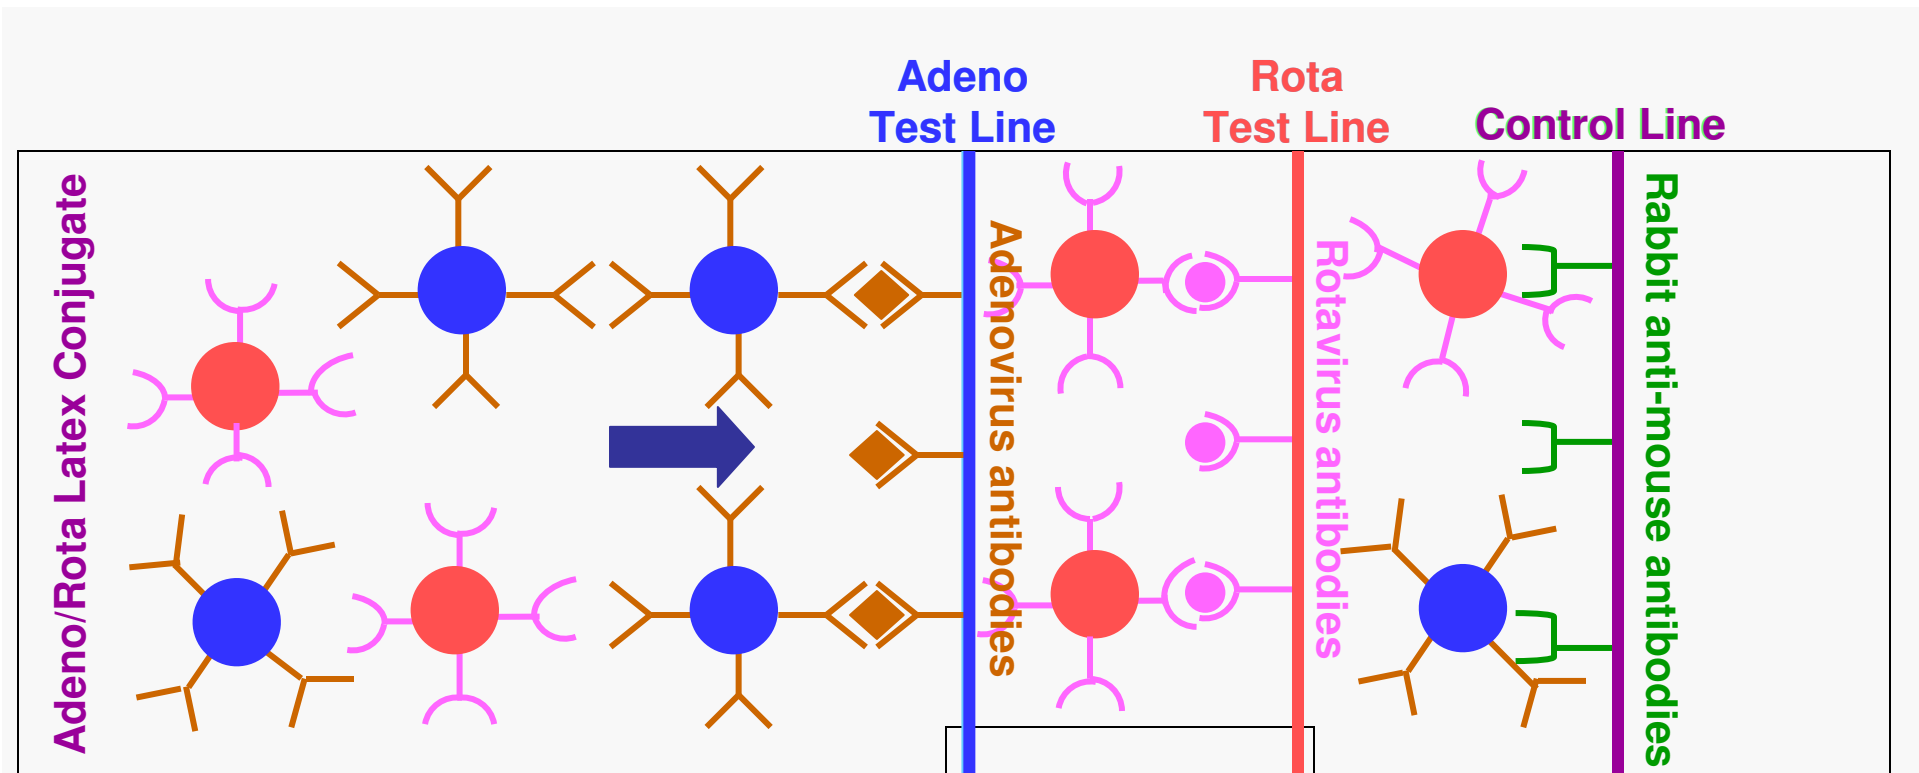 Adeno
Test Line
Rota
Test Line
Control Line
Adeno/Rota Latex Conjugate
Adenovirus antibodies
Rotavirus antibodies
Rabbit anti-mouse antibodies